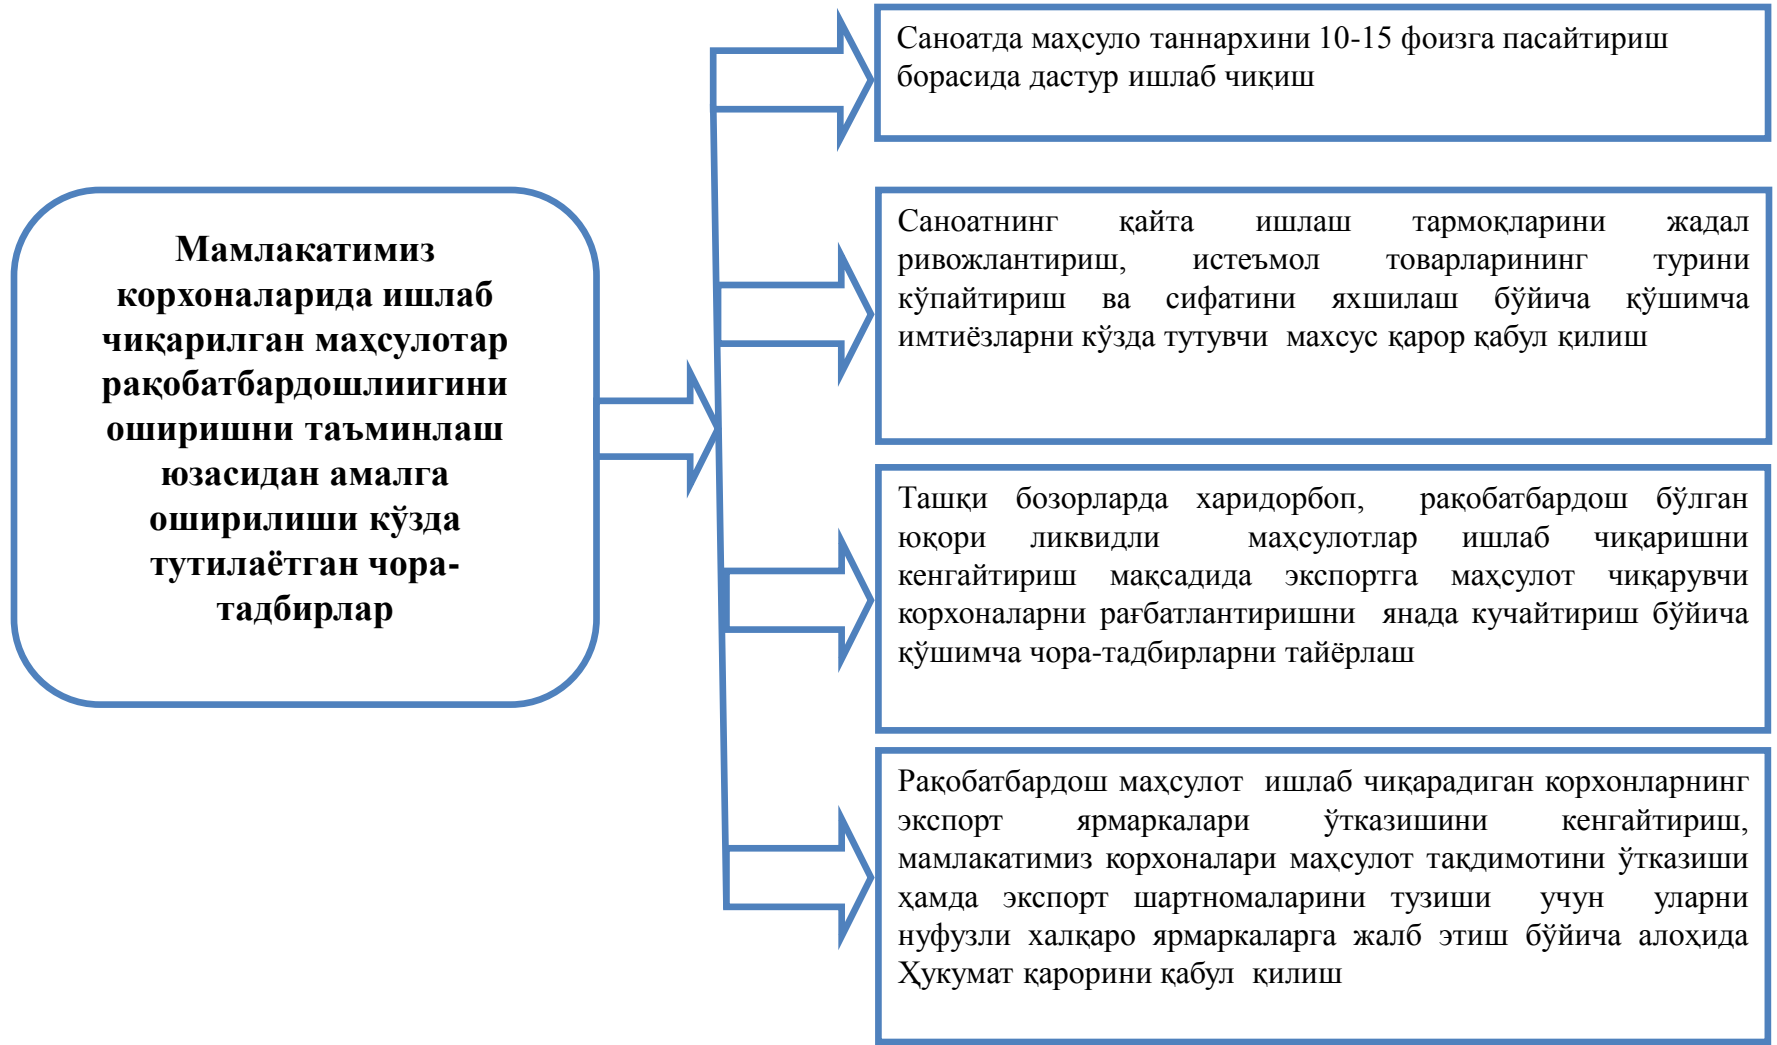 Мамлакатимиз
корхоналарида ишлаб
чиқарилган маҳсулотар
рақобатбардошлиигини
оширишни таъминлаш
юзасидан амалга
оширилиши кўзда
тутилаётган чора-
тадбирлар
Саноатда маҳсуло таннархини 10-15 фоизга пасайтириш
борасида дастур ишлаб чиқиш
Саноатнинг қайта ишлаш тармоқларини жадал
ривожлантириш, истеъмол товарларининг турини
кўпайтириш ва сифатини яхшилаш бўйича қўшимча
имтиёзларни кўзда тутувчи махсус қарор қабул қилиш
Ташқи бозорларда харидорбоп, рақобатбардош бўлган
юқори ликвидли маҳсулотлар ишлаб чиқаришни
кенгайтириш мақсадида экспортга маҳсулот чиқарувчи
корхоналарни рағбатлантиришни янада кучайтириш бўйича
қўшимча чора-тадбирларни тайёрлаш
Рақобатбардош маҳсулот ишлаб чиқарадиган корхонларнинг
экспорт ярмаркалари ўтказишини кенгайтириш,
мамлакатимиз корхоналари маҳсулот тақдимотини ўтказиши
ҳамда экспорт шартномаларини тузиши учун уларни
нуфузли халқаро ярмаркаларга жалб этиш бўйича алоҳида
Ҳукумат қарорини қабул қилиш